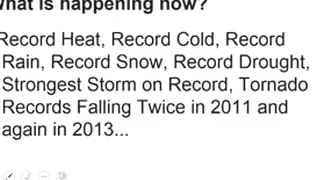 What is happening now?
Record Heat, Record Cold, Record
Rain, Record Snow, Record Drought,
Strongest Storm on Record, Tornado
Records Falling Twice in 2011 and
again in 2013...